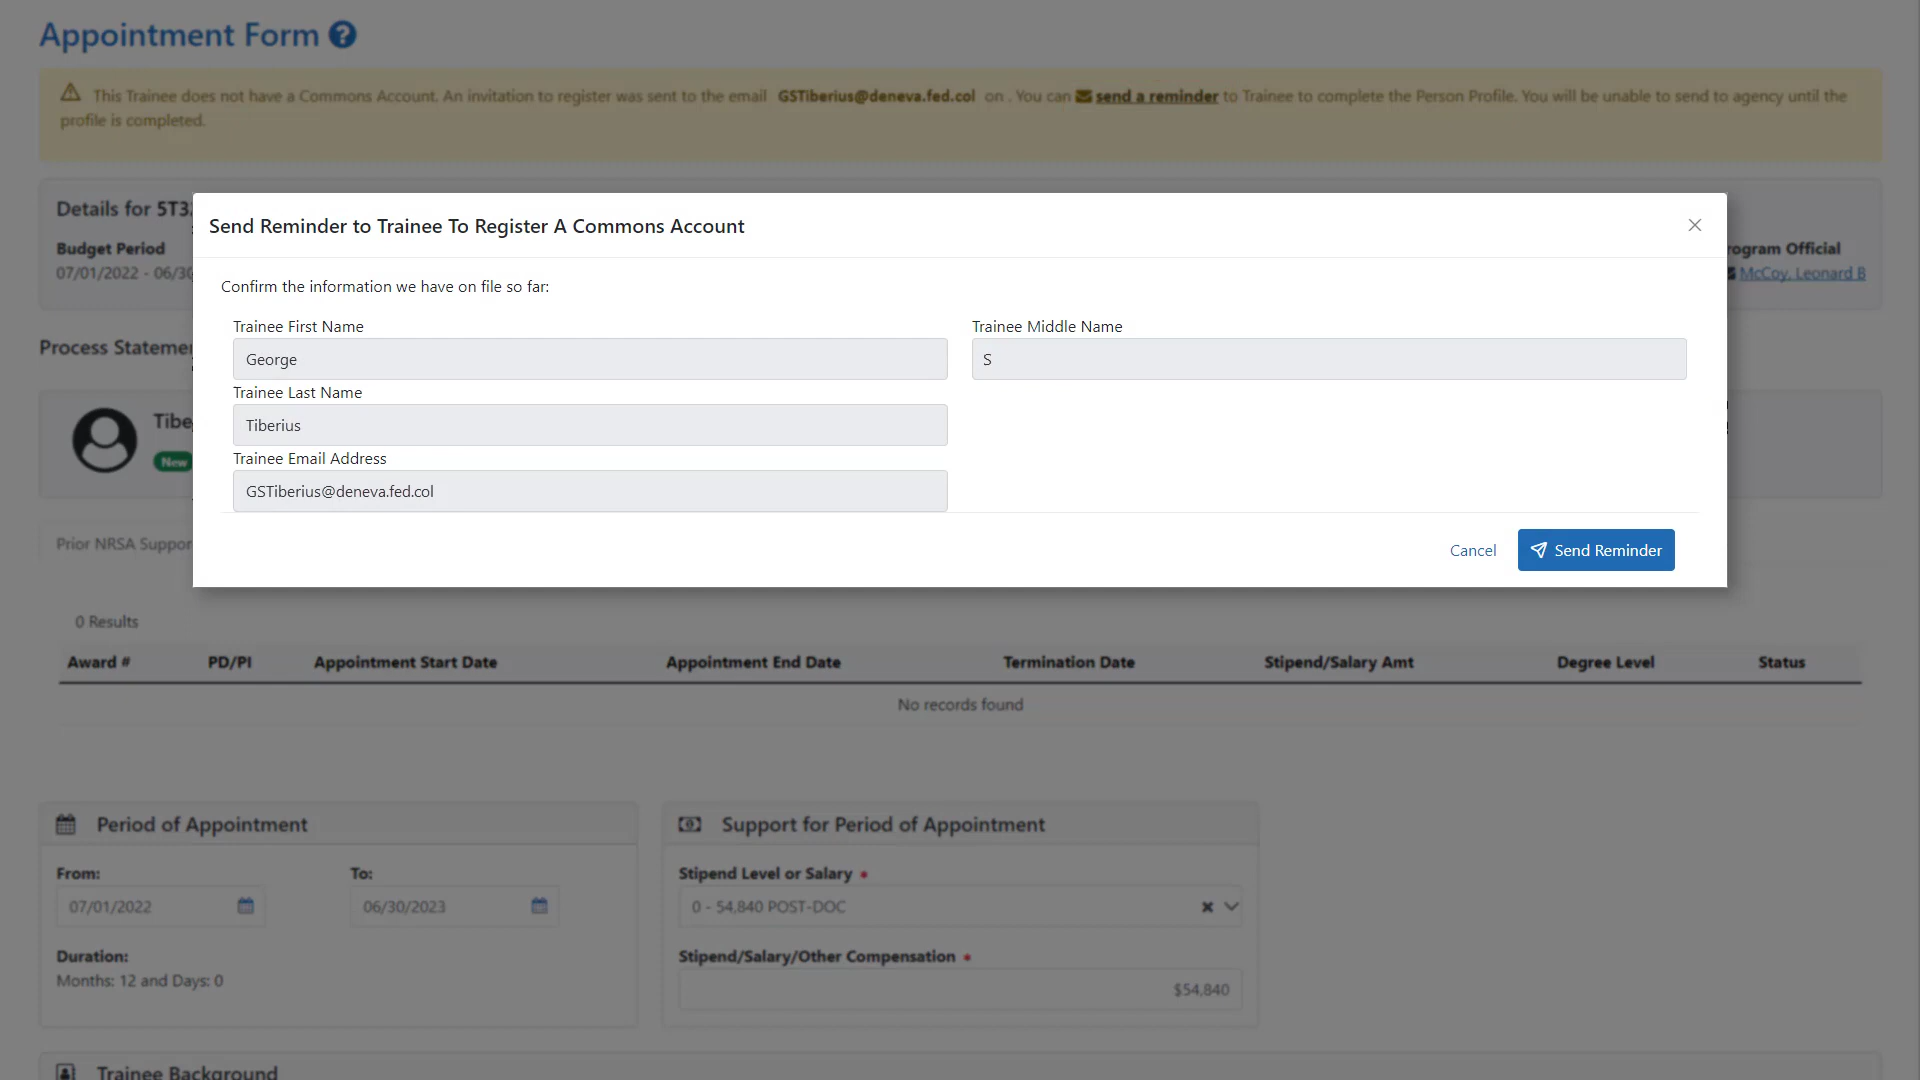 Appointment Form
This Trainee does not have a Commons Account. An invitation to register was sent to the email GSTiberius@deneva.fed.col on . You can send a reminder to Trainee to complete the Person Profile. You will be unable to send to agency until the
profile is completed.
Details for 5T3
Budget Period
07/01/2022 - 06/30
Program Official
McCoy, Leonard B
Send Reminder to Trainee To Register A Commons Account
Confirm the information we have on file so far:
Trainee First Name
George
Trainee Middle Name
S
Trainee Last Name
Tiberius
Trainee Email Address
GSTiberius@deneva.fed.col
Cancel
Send Reminder
Process Statemen
Tibe
New
Prior NRSA Suppor
0 Results
Award # PD/PI Appointment Start Date Appointment End Date Termination Date Stipend/Salary Amt Degree Level Status
No records found
Period of Appointment
From: To:
07/01/2022 06/30/2023
Duration:
Months: 12 and Days: 0
Support for Period of Appointment
Stipend Level or Salary *
0 - 54,840 POST-DOC
Stipend/Salary/Other Compensation *
$54,840
Trainee Background